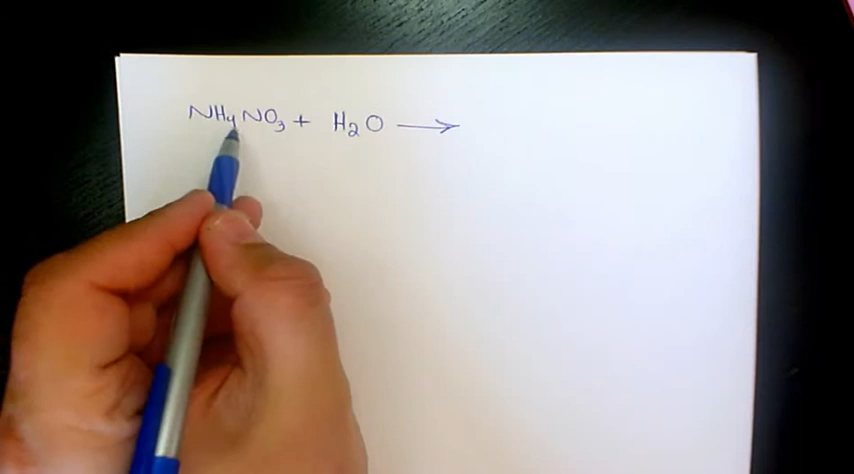 NH₄NO₃ + H₂O →